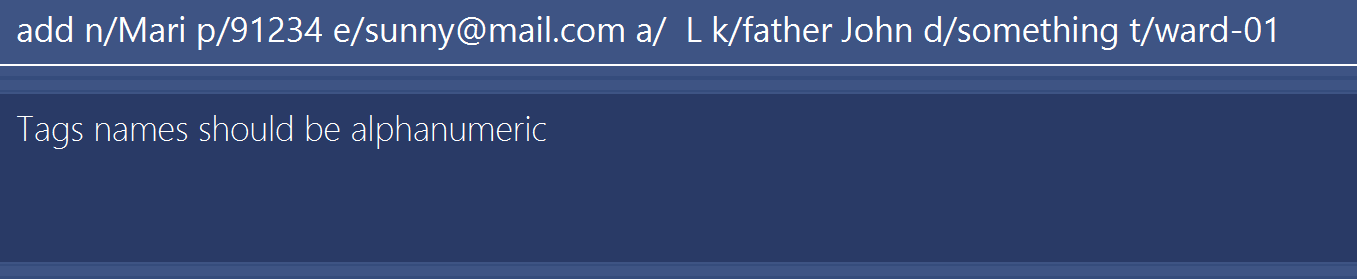 add n/Mari p/91234 e/sunny@mail.com a/  L k/father John d/something t/ward-01
Tags names should be alphanumeric